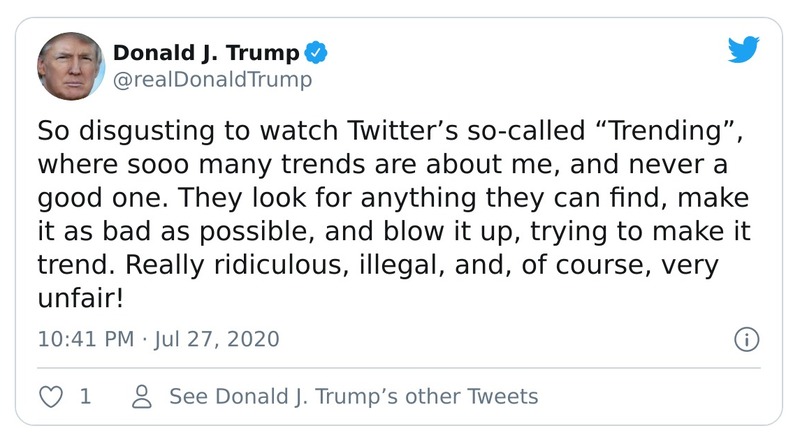 Donald J. Trump
@realDonaldTrump
So disgusting to watch Twitter’s so-called “Trending”,
where sooo many trends are about me, and never a
good one. They look for anything they can find, make
it as bad as possible, and blow it up, trying to make it
trend. Really ridiculous, illegal, and, of course, very
unfair!
10:41 PM · Jul 27, 2020
1 See Donald J. Trump’s other Tweets